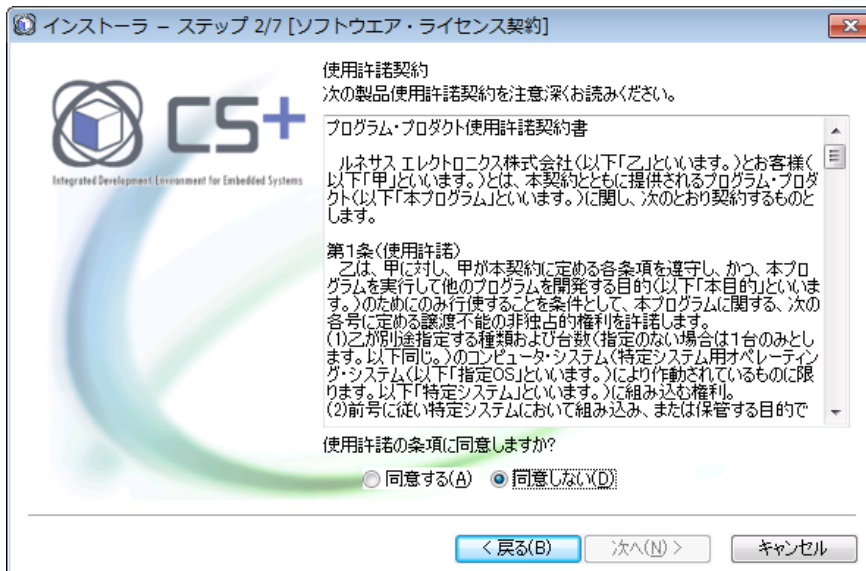 インストーラ – ステップ 2/7 [ソフトウエア・ライセンス契約]
CS+
Integrated Development Environment for Embedded Systems
使用許諾契約
次の製品使用許諾契約を注意深くお読みください。
プログラム・プロダクト使用許諾契約書
ルネサス エレクトロニクス株式会社(以下「乙」といいます。)とお客様(
以下「甲」といいます。)とは、本契約とともに提供されるプログラム・プロダ
クト(以下「本プログラム」といいます。)に関し、次のとおり契約するものと
します。
第1条(使用許諾)
乙は、甲に対し、甲が本契約に定める各条項を遵守し、かつ、本プロ
グラムを実行して他のプログラムを開発する目的(以下「本目的」といいま
す。)のためにのみ行使することを条件として、本プログラムに関する、次の
各号に定める譲渡不能の非独占的権利を許諾します。
(1)乙が別途指定する種類および台数(指定のない場合は1台のみとし
ます。以下同じ。)のコンピュータ・システム(特定システム用オペレーティン
グ・システム(以下「指定OS」といいます。)により作動されているものに限
ります。以下「特定システム」といいます。)に組み込む権利。
(2)前号に従い特定システムにおいて組み込み、または保管する目的で
使用許諾の条項に同意しますか?
同意する(A) 同意しない(D)
< 戻る(B) 次へ(N) > キャンセル